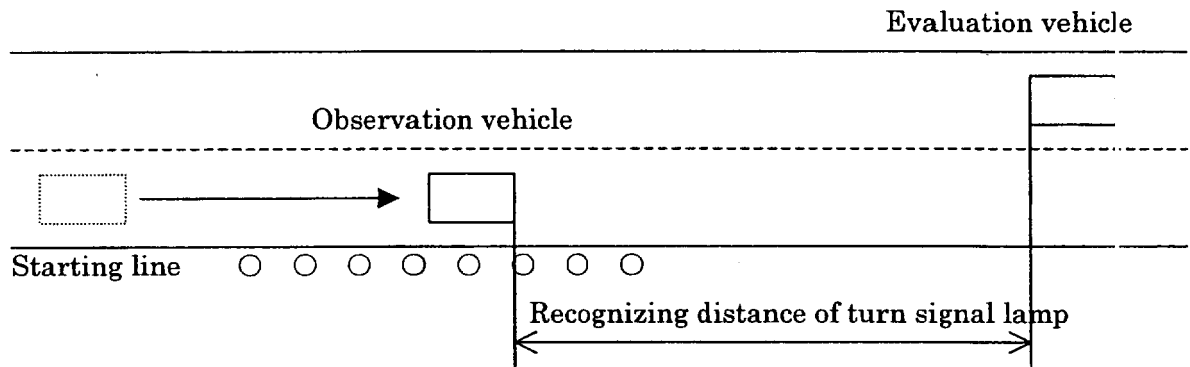 Evaluation vehicle
Observation vehicle
Starting line
Recognizing distance of turn signal lamp